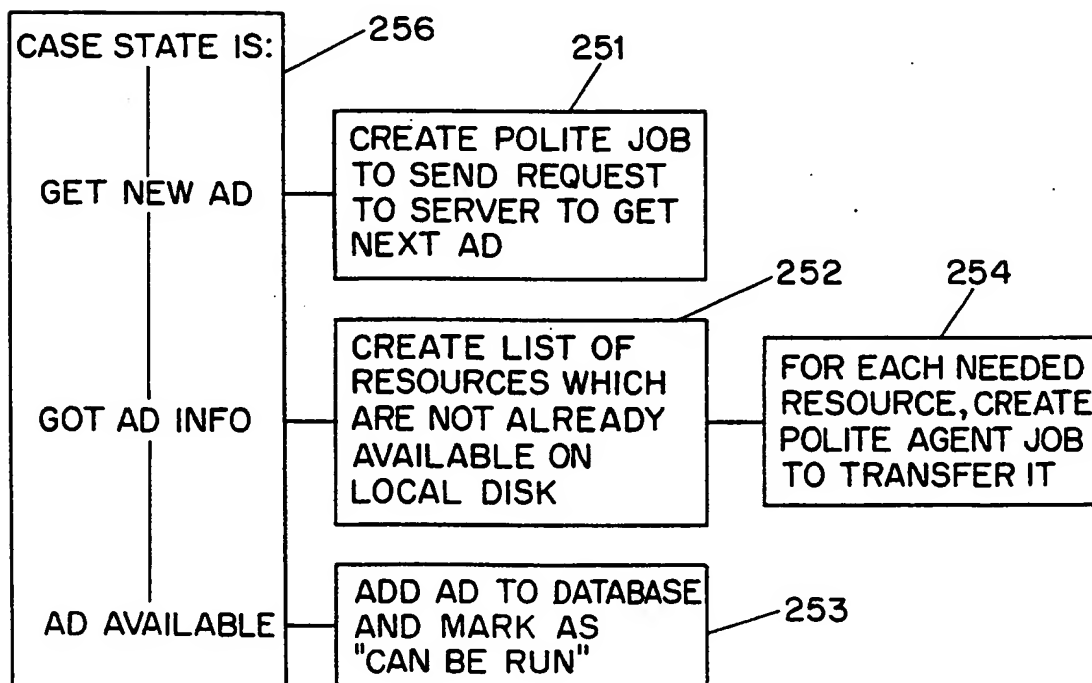 CASE STATE IS:
256
251
CREATE POLITE JOB
TO SEND REQUEST
TO SERVER TO GET
NEXT AD
GET NEW AD
252
254
CREATE LIST OF
RESOURCES WHICH
ARE NOT ALREADY
AVAILABLE ON
LOCAL DISK
FOR EACH NEEDED
RESOURCE, CREATE
POLITE AGENT JOB
TO TRANSFER IT
GOT AD INFO
AD AVAILABLE
ADD AD TO DATABASE
AND MARK AS
"CAN BE RUN"
253